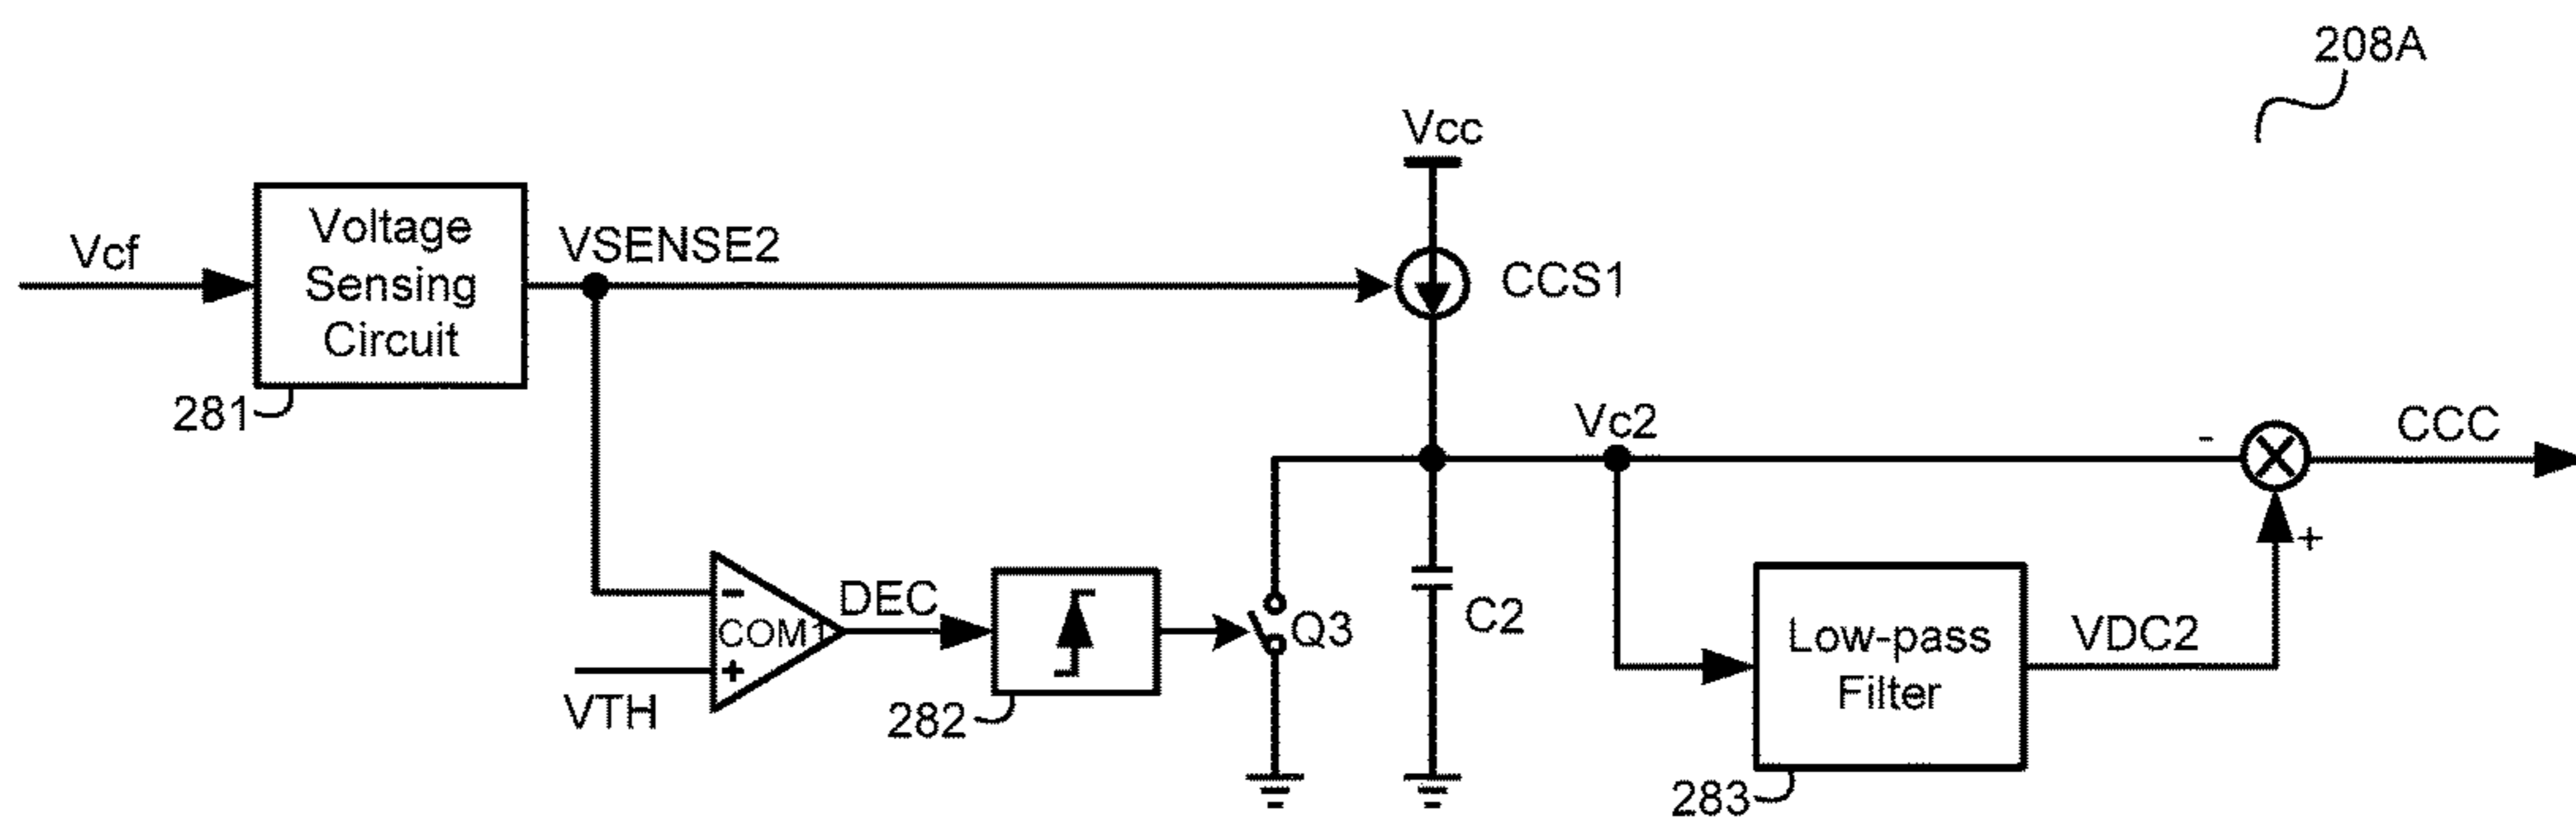 208A
Vcc
Vcf
Voltage
Sensing
Circuit
VSENSE2
CCS1
281
Vc2
-
CCC
+
DEC
-
COM1
+
VTH
282
Q3
C2
Low-pass
Filter
VDC2
283